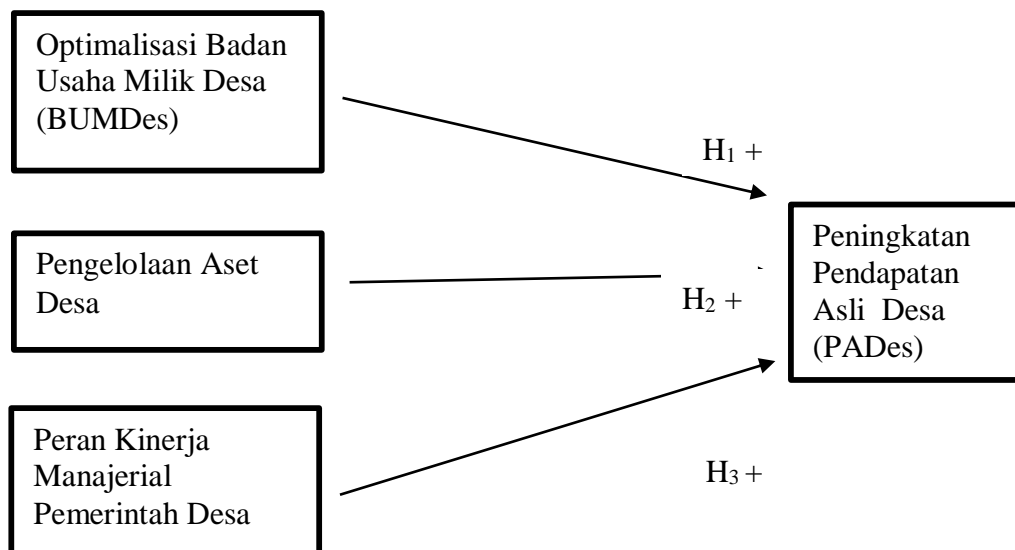 Optimalisasi Badan
Usaha Milik Desa
(BUMDes)
H₁ +
Pengelolaan Aset
Desa
H₂ +
Peningkatan
Pendapatan
Asli Desa
(PADes)
Peran Kinerja
Manajerial
Pemerintah Desa
H₃ +